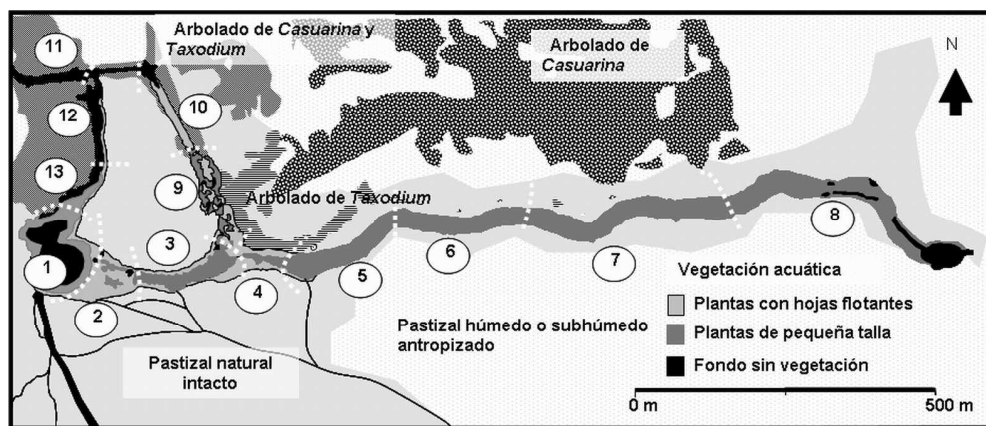 Arbolado de Casuarina y
Taxodium
Arbolado de
Casuarina
N
11
12
10
13
9
Arbolado de Taxodium
3
8
1
6
7
5
4
2
Vegetación acuática
Plantas con hojas flotantes
Plantas de pequeña talla
Fondo sin vegetación
Pastizal húmedo o subhúmedo
antropizado
Pastizal natural
intacto
0 m
500 m